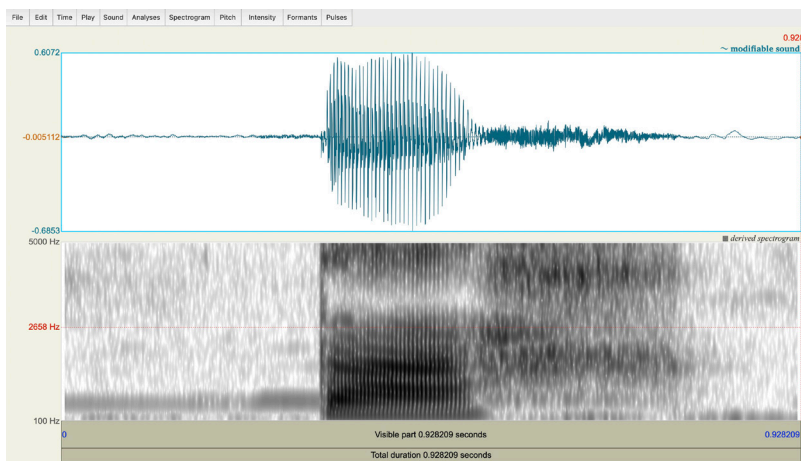 File Edit Time Play Sound Analyses Spectrogram Pitch Intensity Formants Pulses
0.6072
~ modifiable sound
-0.005112
-0.6853
5000 Hz
derived spectrogram
2658 Hz
100 Hz
0 Visible part 0.928209 seconds 0.928209
Total duration 0.928209 seconds